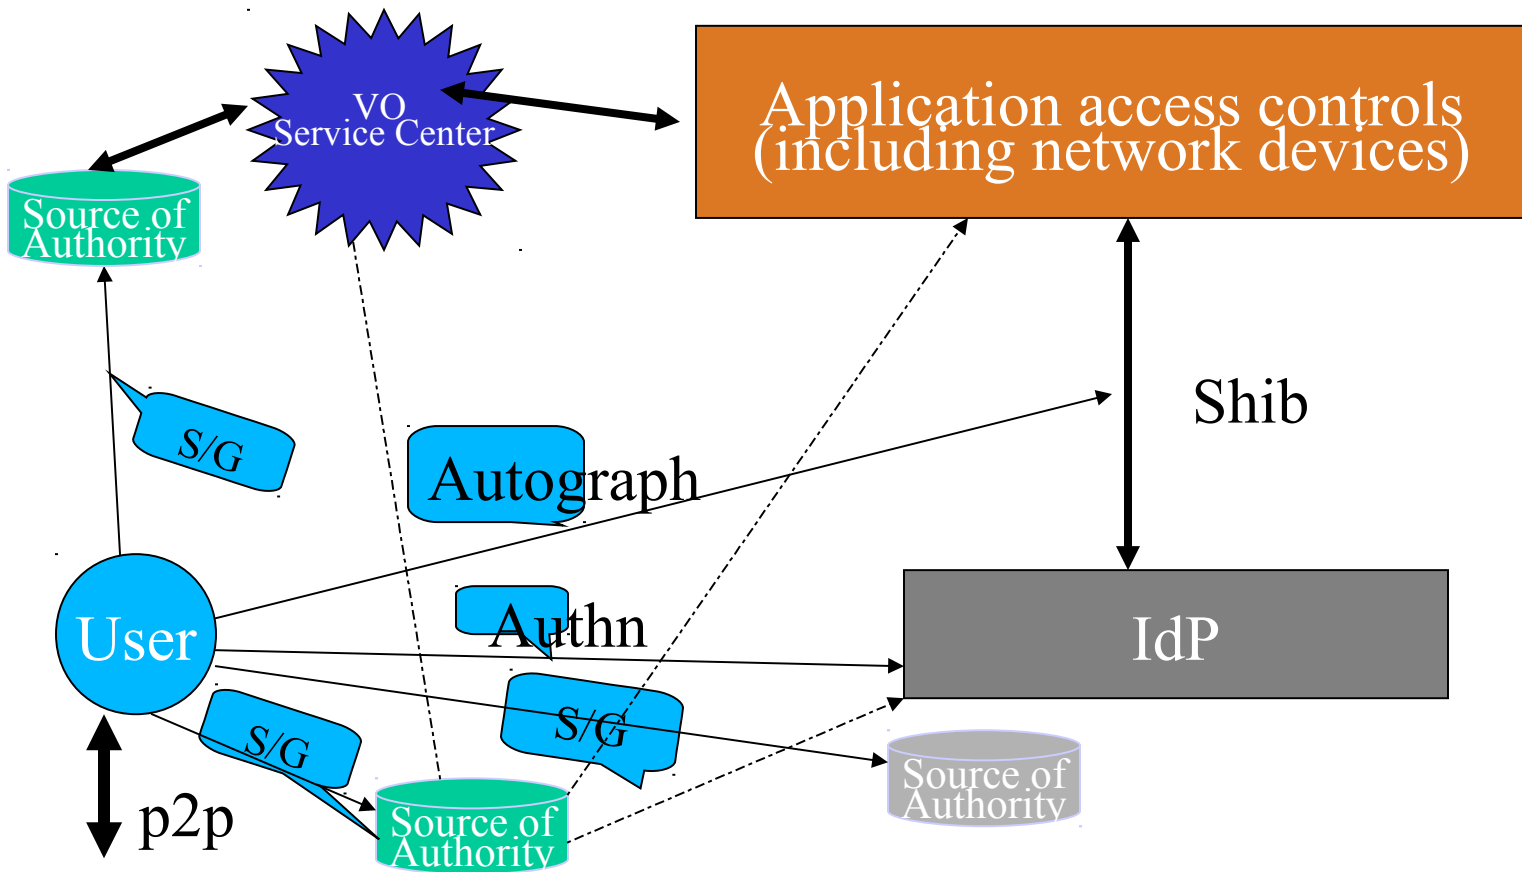 VO
Service Center
Application access controls
(including network devices)
Source of
Authority
Shib
S/G
Autograph
User
Authn
IdP
S/G
S/G
Source of
Authority
p2p
Source of
Authority